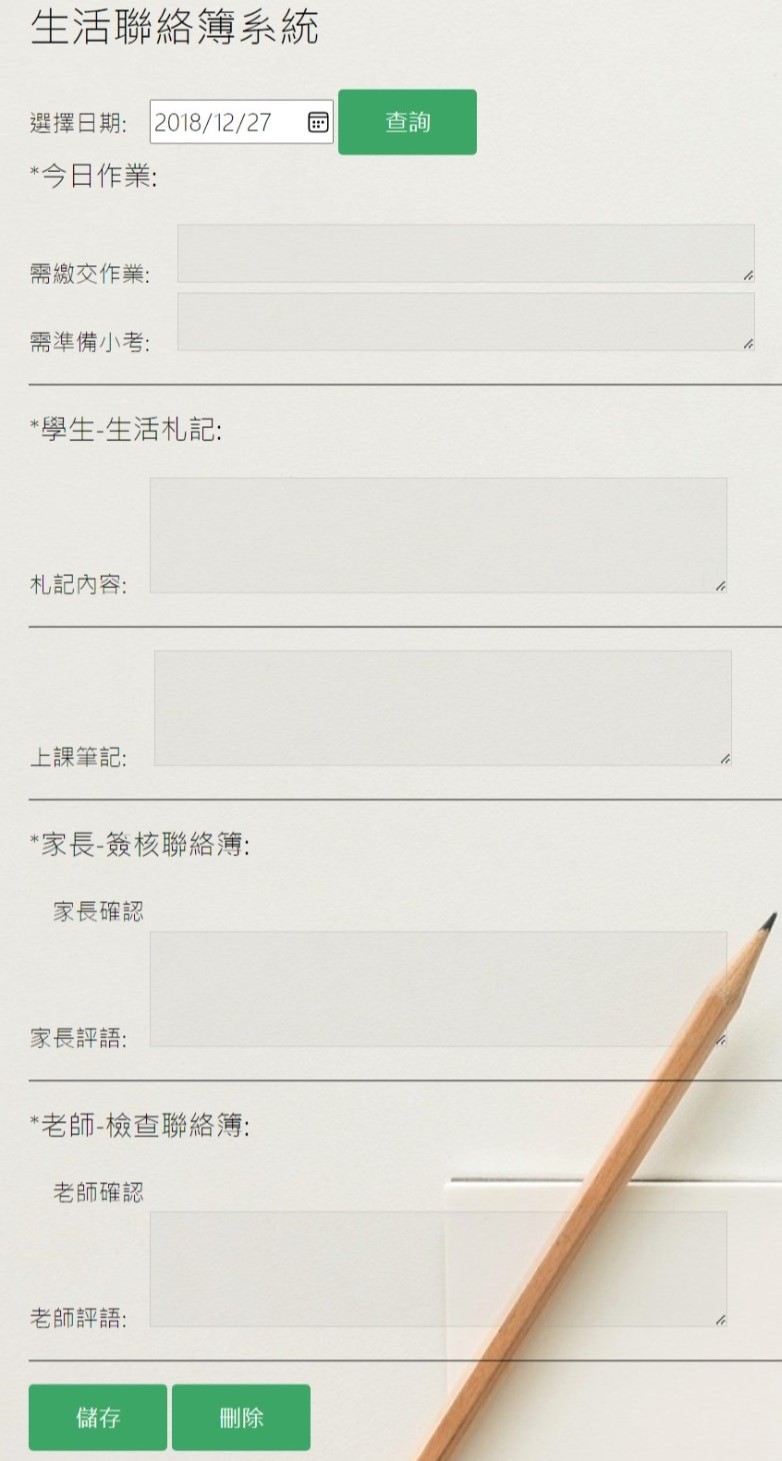 生活聯絡簿系統
選擇日期: 2018/12/27 查詢
*今日作業:
需繳交作業:
需準備小考:
*學生-生活札記:
札記內容:
上課筆記:
*家長-簽核聯絡簿:
家長確認
家長評語:
*老師-檢查聯絡簿:
老師確認
老師評語:
儲存 刪除